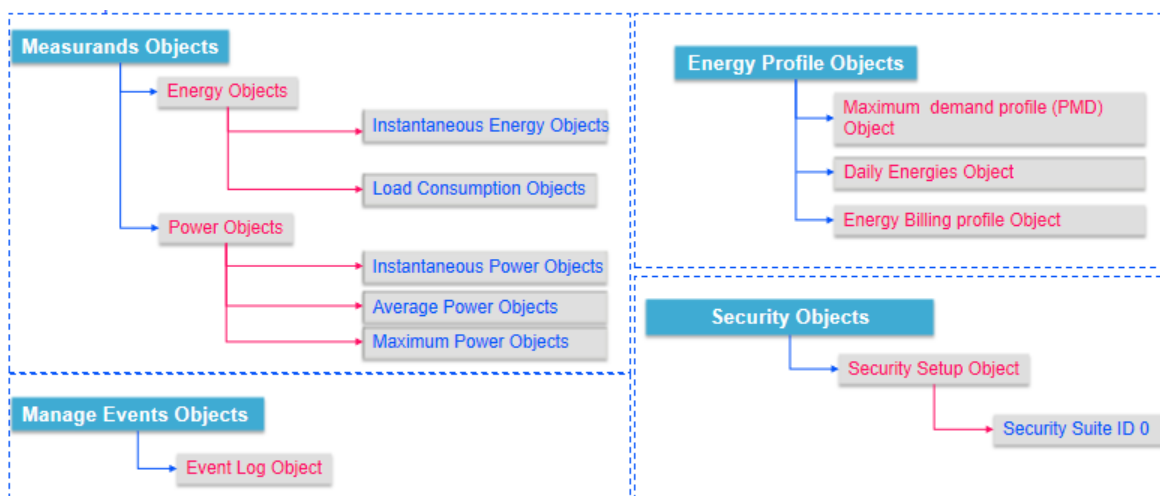 Measurands Objects
Energy Objects
Instantaneous Energy Objects
Load Consumption Objects
Power Objects
Instantaneous Power Objects
Average Power Objects
Maximum Power Objects
Manage Events Objects
Event Log Object
Energy Profile Objects
Maximum demand profile (PMD)
Object
Daily Energies Object
Energy Billing profile Object
Security Objects
Security Setup Object
Security Suite ID 0